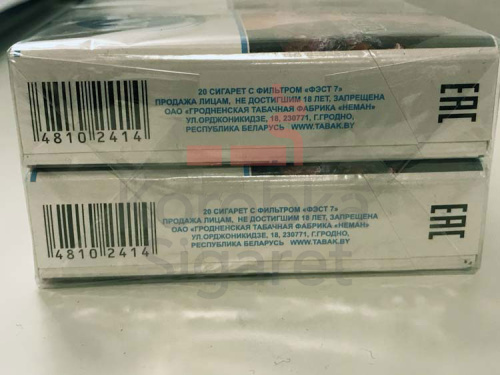 20 СИГАРЕТ С ФИЛЬТРОМ «ФЭСТ 7»
ПРОДАЖА ЛИЦАМ, НЕ ДОСТИГШИМ 18 ЛЕТ, ЗАПРЕЩЕНА
ОАО «ГРОДНЕНСКАЯ ТАБАЧНАЯ ФАБРИКА «НЕМАН»
УЛ.ОРДЖОНИКИДЗЕ, 18, 230771, Г.ГРОДНО,
РЕСПУБЛИКА БЕЛАРУСЬ WWW.TABAK.BY
4810 2414
EAC
20 СИГАРЕТ С ФИЛЬТРОМ «ФЭСТ 7»
ПРОДАЖА ЛИЦАМ, НЕ ДОСТИГШИМ 18 ЛЕТ, ЗАПРЕЩЕНА
ОАО «ГРОДНЕНСКАЯ ТАБАЧНАЯ ФАБРИКА «НЕМАН»
УЛ.ОРДЖОНИКИДЗЕ, 18, 230771, Г.ГРОДНО,
РЕСПУБЛИКА БЕЛАРУСЬ WWW.TABAK.BY
4810 2414
EAC
Sigaret